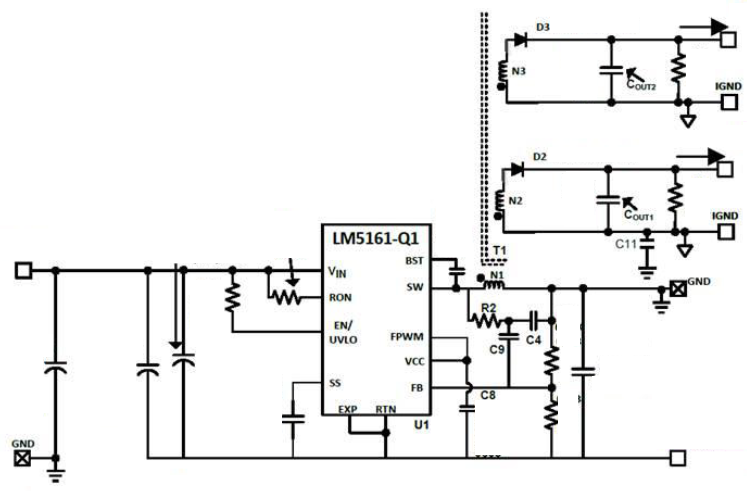 D3
N3
COUT2
IGND
D2
N2
COUT1
IGND
C11
T1
LM5161-Q1
VIN
BST
RON
SW
N1
GND
EN/
UVLO
R2
FPWM
C9
C4
VCC
SS
FB
C8
EXP
RTN
U1
GND